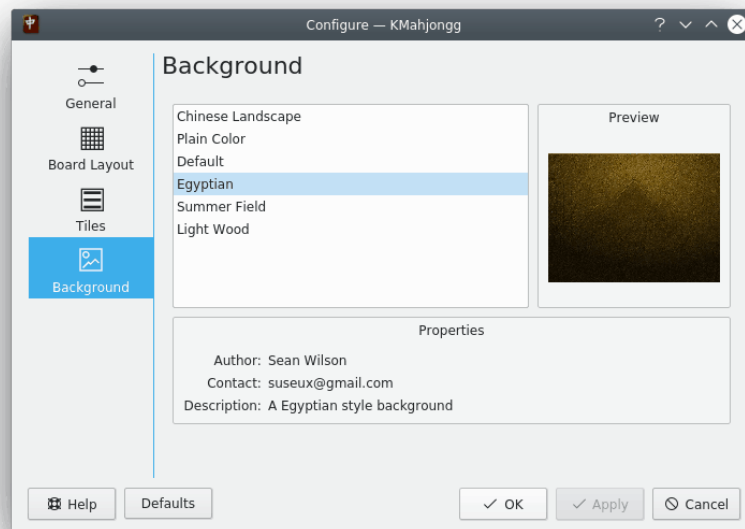 Configure — KMahjongg
General
Board Layout
Tiles
Background
Background
Chinese Landscape
Plain Color
Default
Egyptian
Summer Field
Light Wood
Preview
Properties
Author: Sean Wilson
Contact: suseux@gmail.com
Description: A Egyptian style background
Help
Defaults
OK
Apply
Cancel